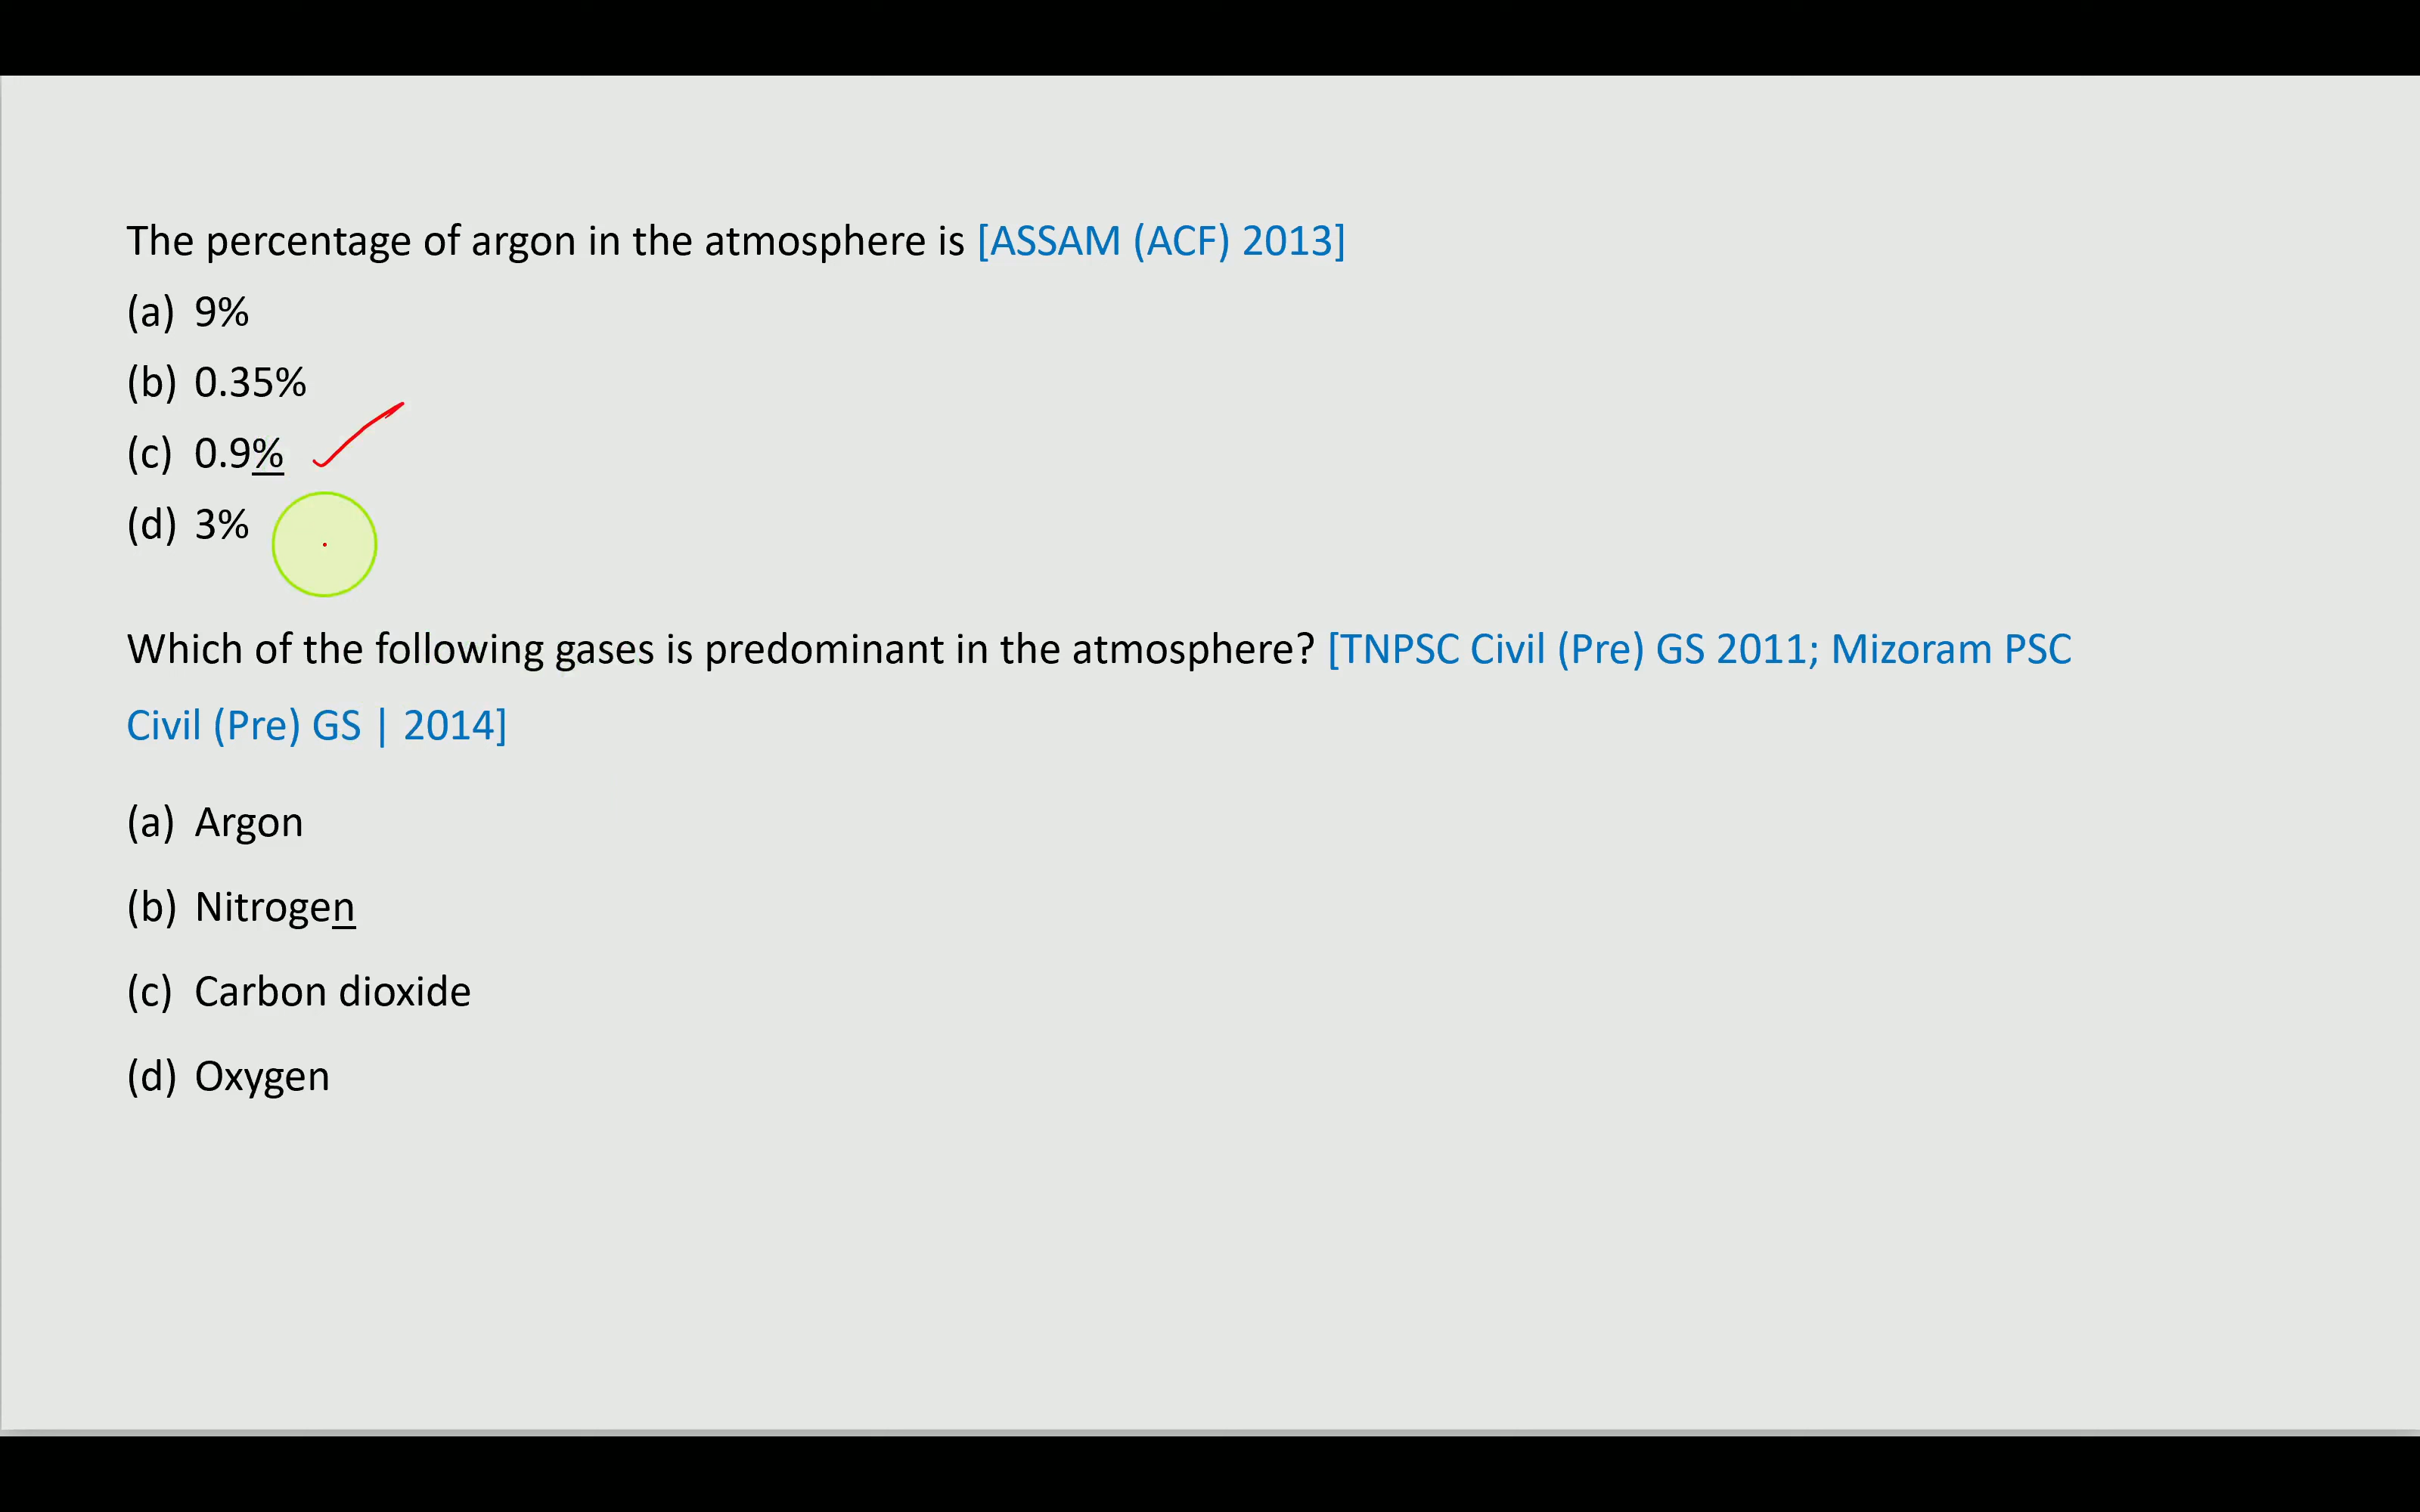 The percentage of argon in the atmosphere is [ASSAM (ACF) 2013]
(a) 9%
(b) 0.35%
(c) 0.9%
(d) 3%
Which of the following gases is predominant in the atmosphere? [TNPSC Civil (Pre) GS 2011; Mizoram PSC
Civil (Pre) GS | 2014]
(a) Argon
(b) Nitrogen
(c) Carbon dioxide
(d) Oxygen